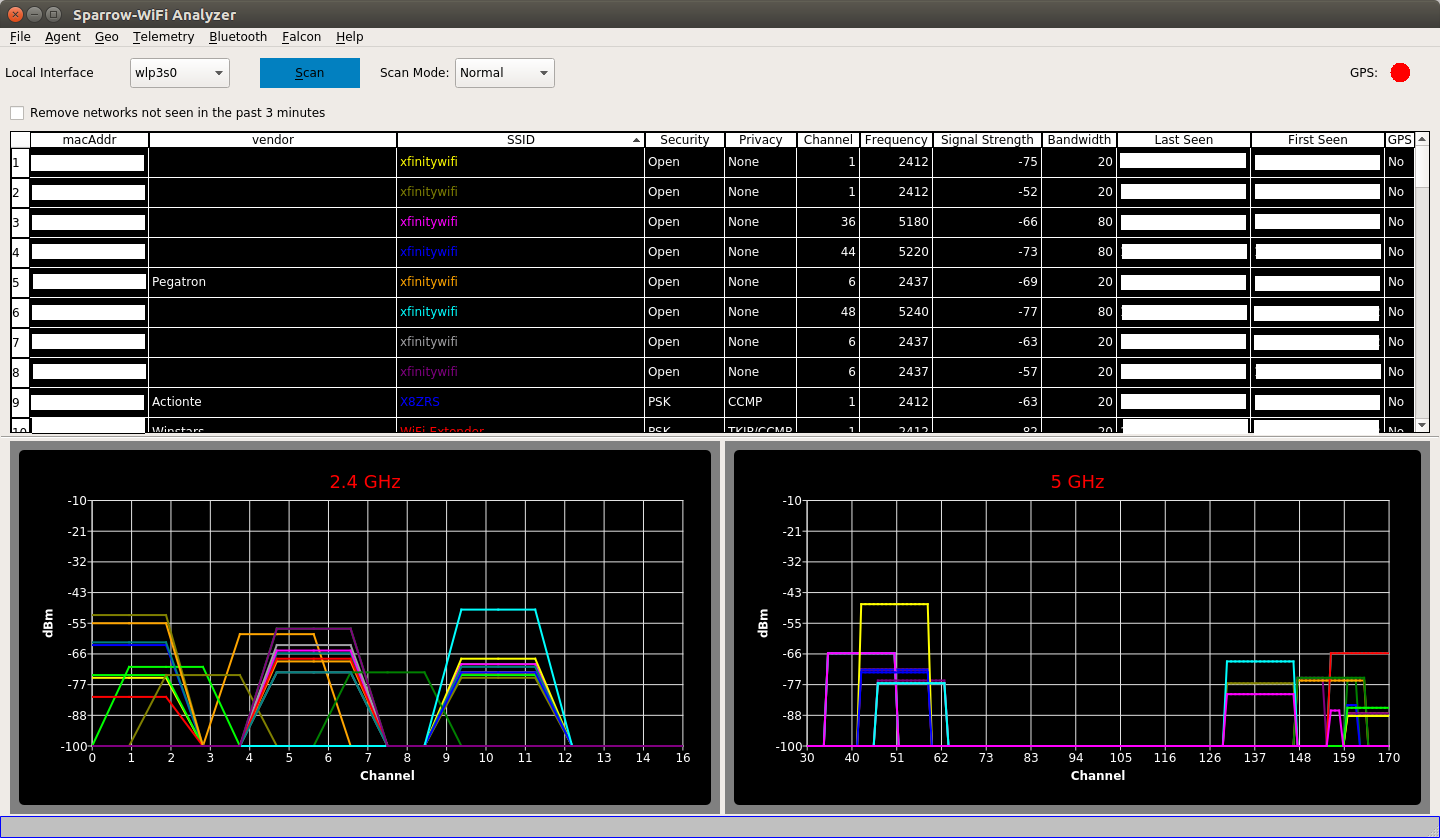 Sparrow-WiFi Analyzer
File Agent Geo Telemetry Bluetooth Falcon Help
Local Interface wlp3s0 Scan Scan Mode: Normal GPS:
Remove networks not seen in the past 3 minutes
macAddr vendor SSID Security Privacy Channel Frequency Signal Strength Bandwidth Last Seen First Seen GPS
1 xfinitywifi Open None 1 2412 -75 20 No
2 xfinitywifi Open None 1 2412 -52 20 No
3 xfinitywifi Open None 36 5180 -66 80 No
4 xfinitywifi Open None 44 5220 -73 80 No
5 Pegatron xfinitywifi Open None 6 2437 -69 20 No
6 xfinitywifi Open None 48 5240 -77 80 No
7 xfinitywifi Open None 6 2437 -63 20 No
8 xfinitywifi Open None 6 2437 -57 20 No
9 Actionte X8ZRS PSK CCMP 1 2412 -63 20 No
10 Winstars WiFi Extender PSK TKIP/CCMP 1 2412 -82 20 No
2.4 GHz
-10
-21
-32
-43
-55
-66
-77
-88
-100
dBm
0 1 2 3 4 5 6 7 8 9 10 11 12 13 14 15 16
Channel
5 GHz
-10
-21
-32
-43
-55
-66
-77
-88
-100
dBm
30 40 51 62 73 83 94 105 116 126 137 148 159 170
Channel